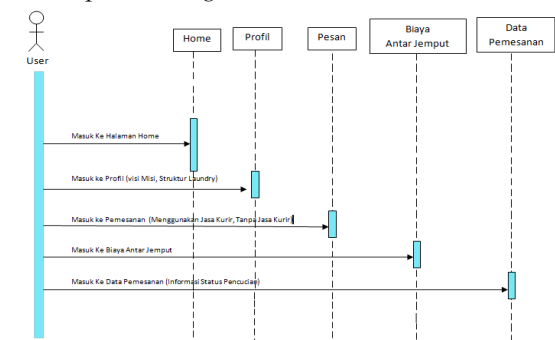 User
Home
Profil
Pesan
Biaya
Antar Jemput
Data
Pemesanan
Masuk Ke Halaman Home
Masuk ke Profil (visi Misi, Struktur Laundry)
Masuk ke Pemesanan (Menggunakan Jasa Kurir, Tanpa Jasa Kurir)
Masuk Ke Biaya Antar Jemput
Masuk Ke Data Pemesanan (Informasi Status Pencucian)